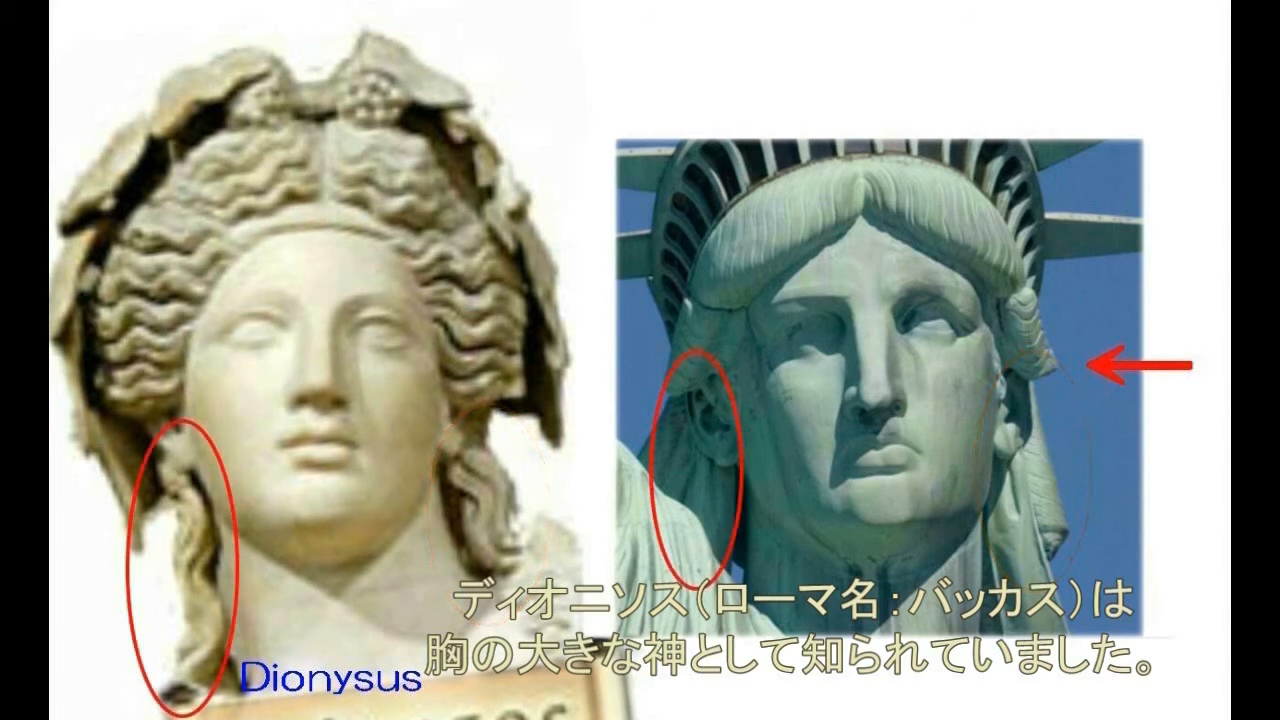 Dionysus
ディオニソス（ローマ名：バッカス）は
胸の大きな神として知られていました。